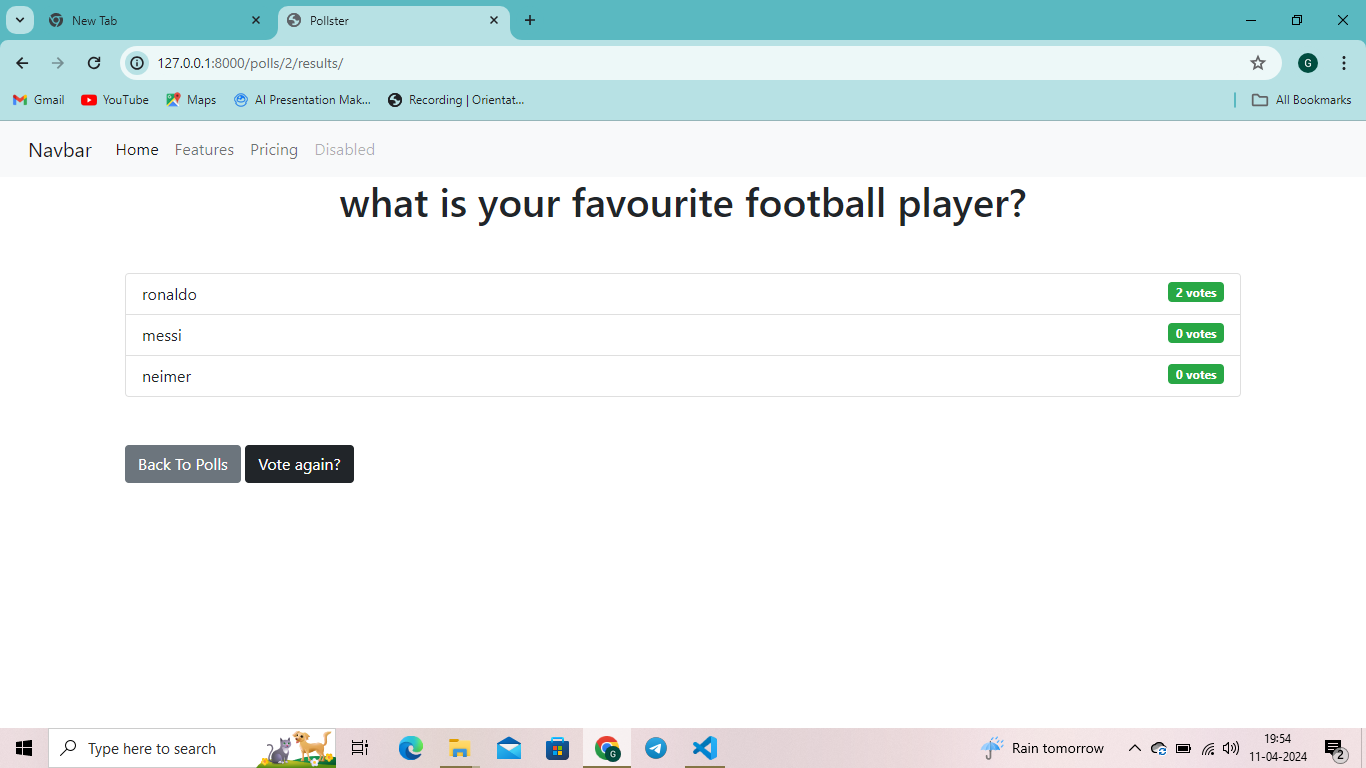 New Tab
Pollster
127.0.0.1:8000/polls/2/results/
G
Gmail
YouTube
Maps
AI Presentation Mak...
Recording | Orientat...
All Bookmarks
Navbar
Home
Features
Pricing
Disabled
what is your favourite football player?
ronaldo
2 votes
messi
0 votes
neimer
0 votes
Back To Polls
Vote again?
Type here to search
G
Rain tomorrow
19:54
11-04-2024
2